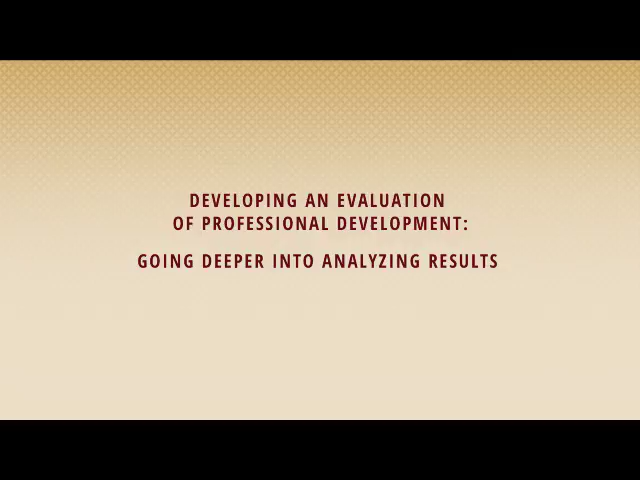 DEVELOPING AN EVALUATION
OF PROFESSIONAL DEVELOPMENT:
GOING DEEPER INTO ANALYZING RESULTS